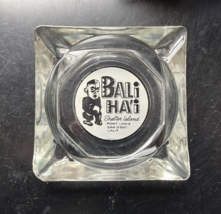 BALi
HA'i
Shelter Island
POINT LOMA
SAN DIEGO
CALIF